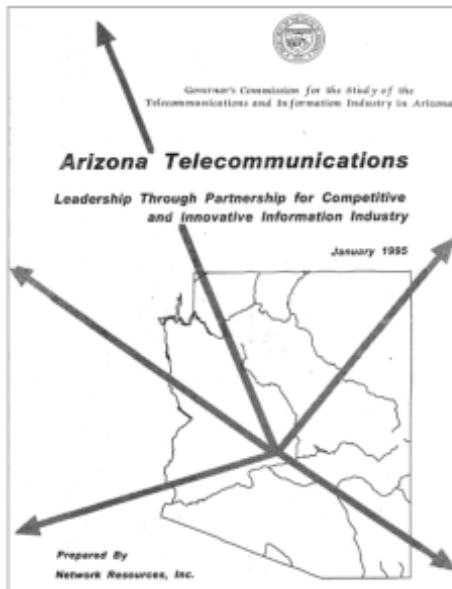 Governor's Commission for the Study of the
Telecommunications and Information Industry in Arizona
Arizona Telecommunications
Leadership Through Partnership for Competitive
and Innovative Information Industry
January 1995
Prepared By
Network Resources, Inc.